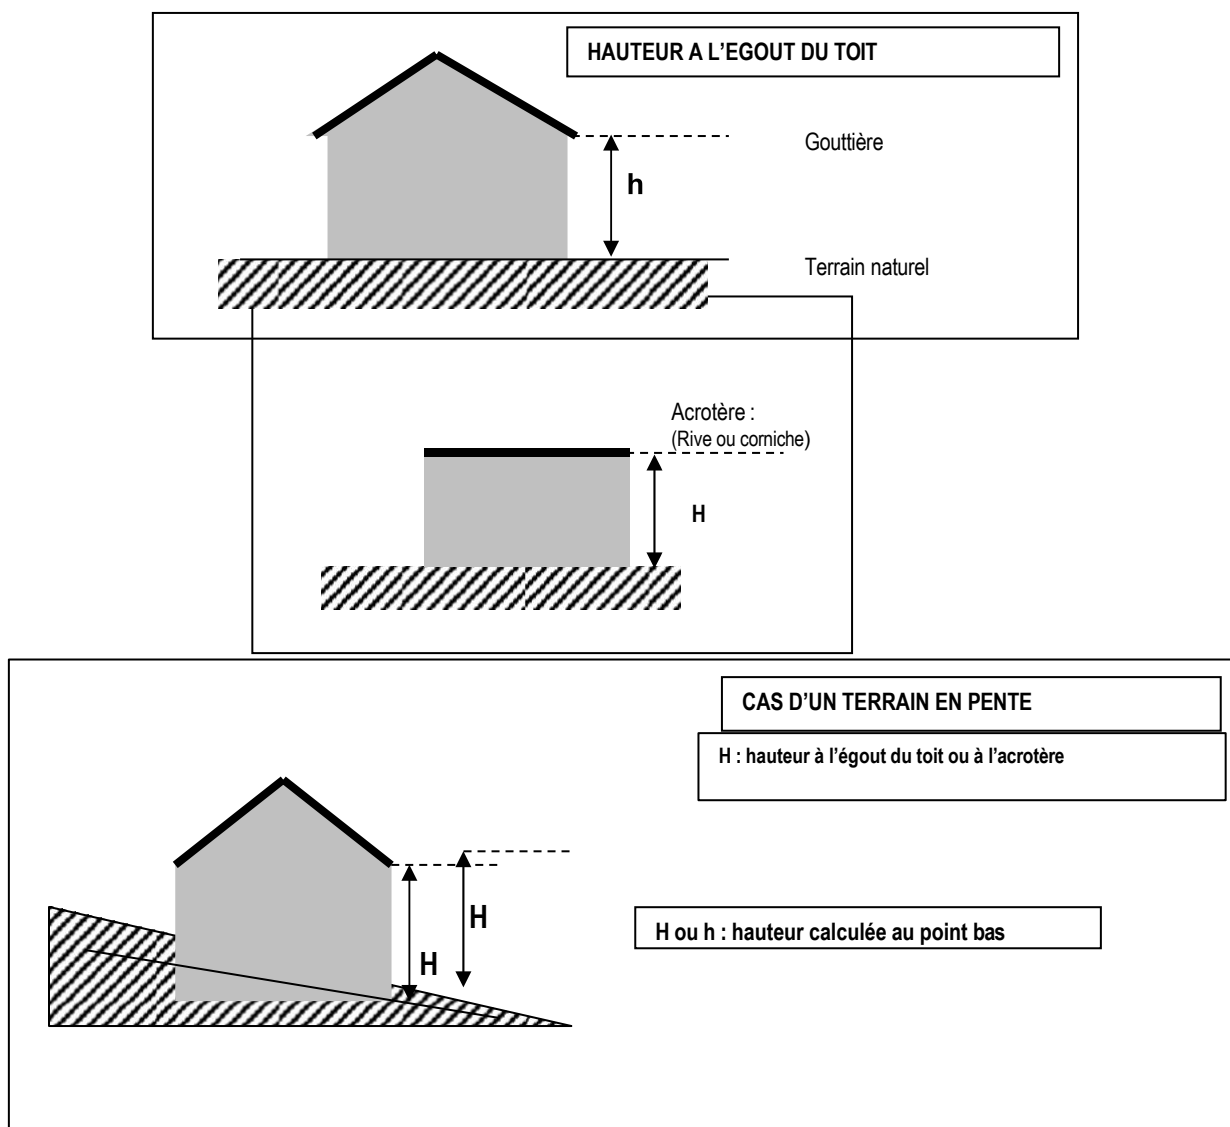 HAUTEUR A L'EGOUT DU TOIT
Gouttière
h
Terrain naturel
Acrotère :
(Rive ou corniche)
H
CAS D'UN TERRAIN EN PENTE
H : hauteur à l'égout du toit ou à l'acrotère
H
H ou h : hauteur calculée au point bas
H